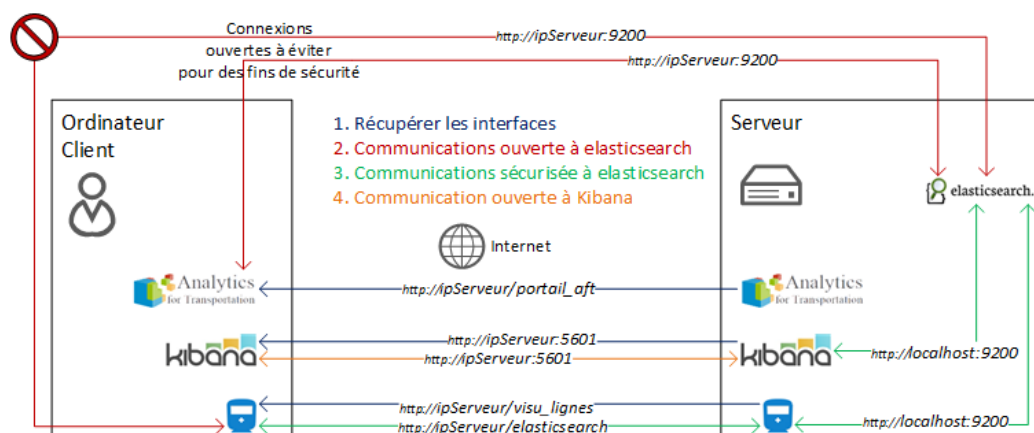 Connexions
ouvertes à éviter
pour des fins de sécurité
http://ipServeur:9200
http://ipServeur:9200
Ordinateur
Client
1. Récupérer les interfaces
2. Communications ouverte à elasticsearch
3. Communications sécurisée à elasticsearch
4. Communication ouverte à Kibana
Serveur
elasticsearch.
Internet
Analytics
for Transportation
http://ipServeur/portail_aft
Analytics
for Transportation
kibana
http://ipServeur:5601
http://ipServeur:5601
kibana
http://localhost:9200
http://ipServeur/visu_lignes
http://ipServeur/elasticsearch
http://localhost:9200